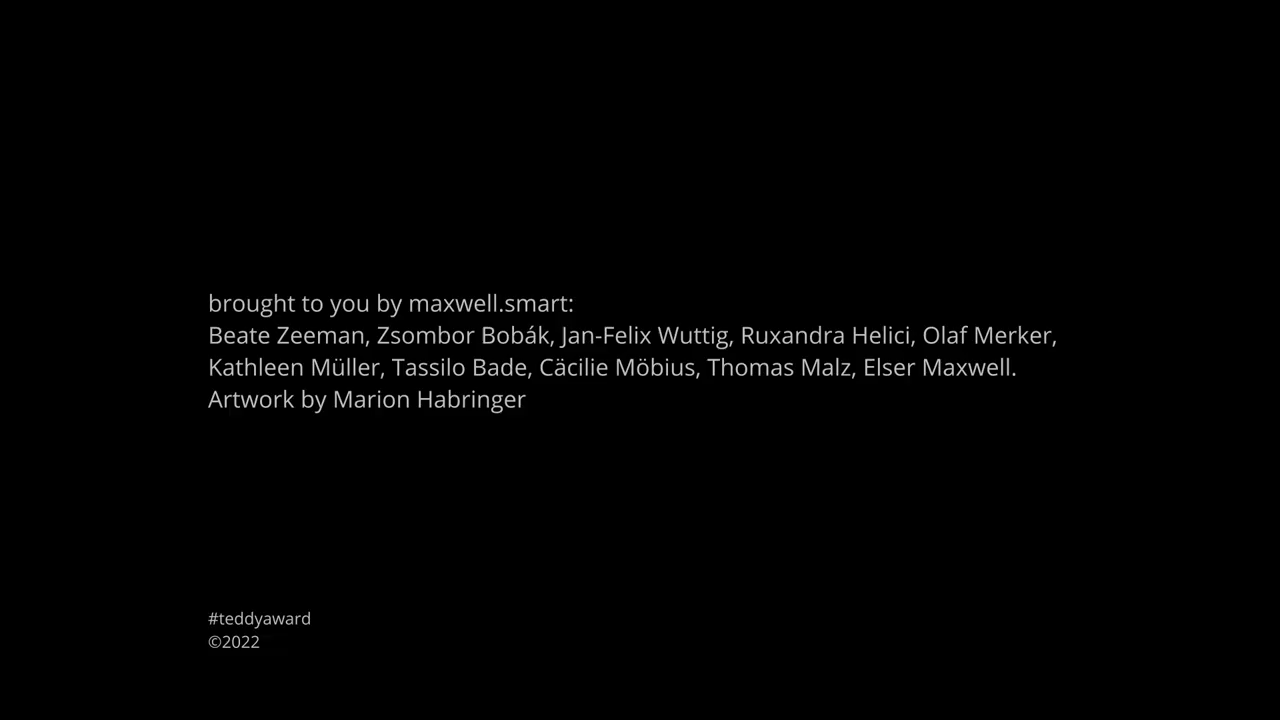 brought to you by maxwell.smart:
Beate Zeeman, Zsombor Bobák, Jan-Felix Wuttig, Ruxandra Helici, Olaf Merker,
Kathleen Müller, Tassilo Bade, Cäcilie Möbius, Thomas Malz, Elser Maxwell.
Artwork by Marion Habringer
#teddyaward
©2022